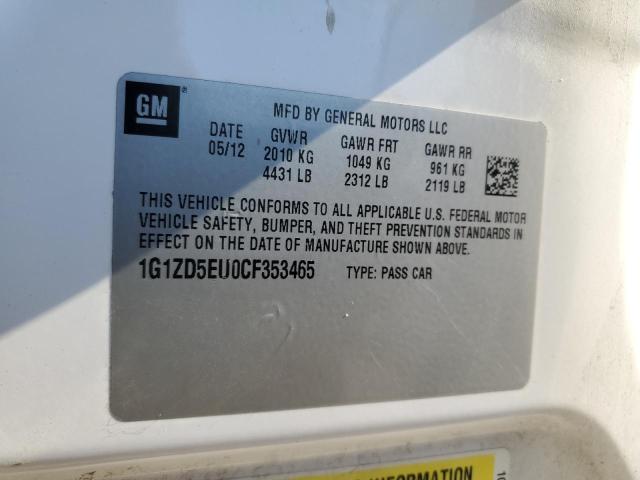 GM ®
MFD BY GENERAL MOTORS LLC
DATE GVWR GAWR FRT GAWR RR
05/12 2010 KG 1049 KG 961 KG
4431 LB 2312 LB 2119 LB
THIS VEHICLE CONFORMS TO ALL APPLICABLE U.S. FEDERAL MOTOR
VEHICLE SAFETY, BUMPER, AND THEFT PREVENTION STANDARDS IN
EFFECT ON THE DATE OF MANUFACTURE SHOWN ABOVE.
1G1ZD5EU0CF353465 TYPE: PASS CAR
INFORMATION